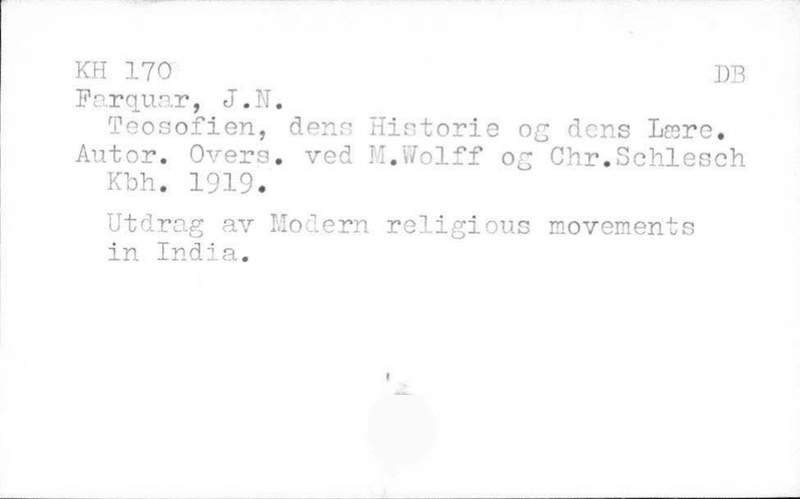 KH 170 DB
Farquar, J.N.
Teosofien, dens Historie og dens Lære.
Autor. Overs. ved M.Wolff og Chr.Schlesch
Kbh. 1919.
Utdrag av Modern religious movements
in India.